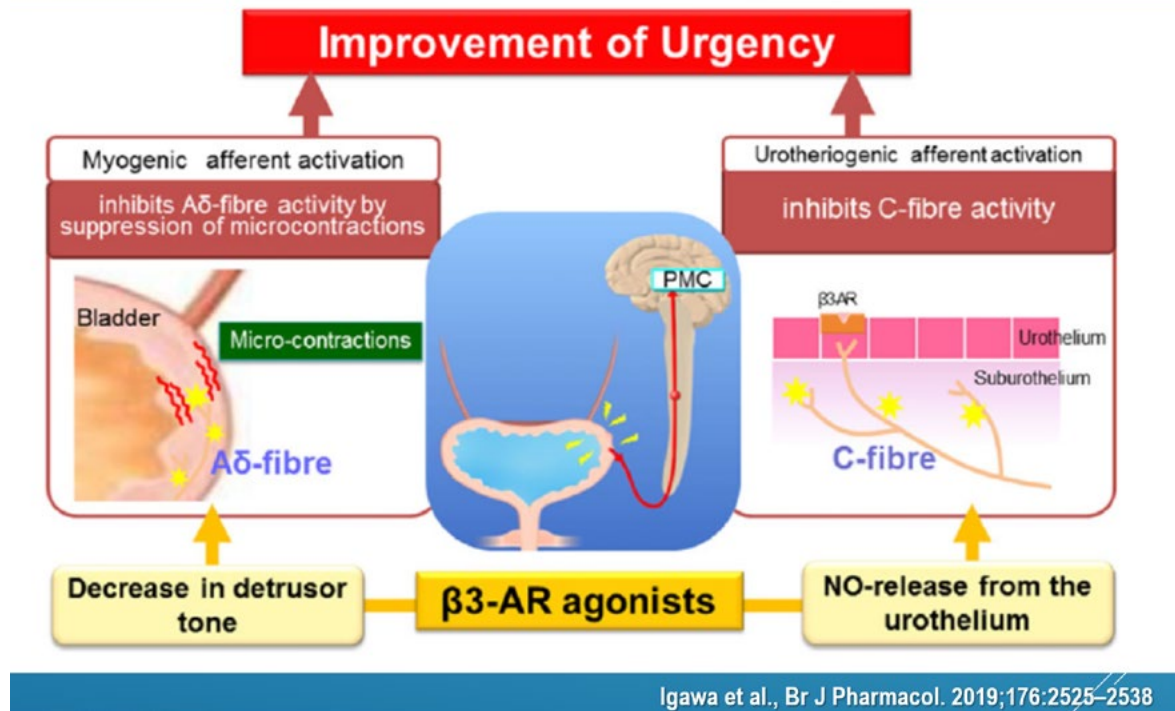 Improvement of Urgency
Myogenic afferent activation
inhibits Aδ-fibre activity by
suppression of microcontractions
Bladder
Micro-contractions
Aδ-fibre
PMC
Urotheriogenic afferent activation
inhibits C-fibre activity
β3AR
Urothelium
Suburothelium
C-fibre
Decrease in detrusor
tone
β3-AR agonists
NO-release from the
urothelium
Igawa et al., Br J Pharmacol. 2019;176:2525–2538